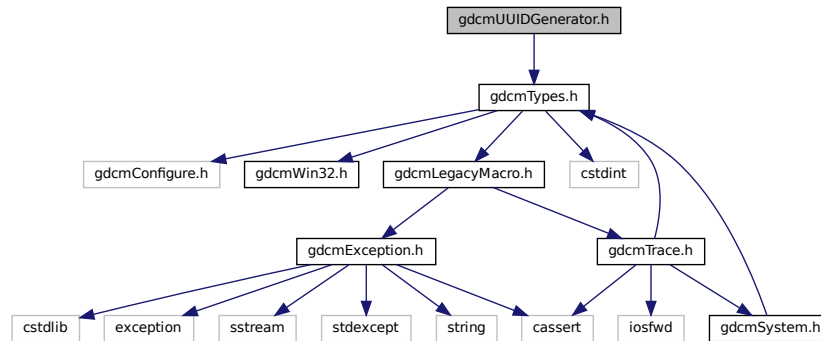 gdcmUUIDGenerator.h
gdcmTypes.h
gdcmConfigure.h
gdcmWin32.h
gdcmLegacyMacro.h
cstdint
gdcmException.h
gdcmTrace.h
cstdlib
exception
sstream
stdexcept
string
cassert
iosfwd
gdcmSystem.h